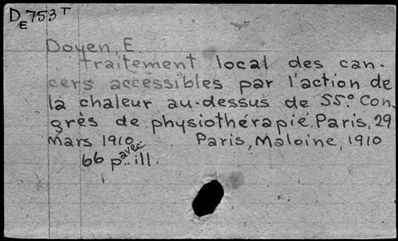 D 753 T
E
Doyen, E.
Traitement local des can-
cers accessibles par l'action de
la chaleur au-dessus de 55°. Con-
grès de physiothérapie. Paris, 29
Mars 1910. Paris, Maloine, 1910
66 p. avec ill.